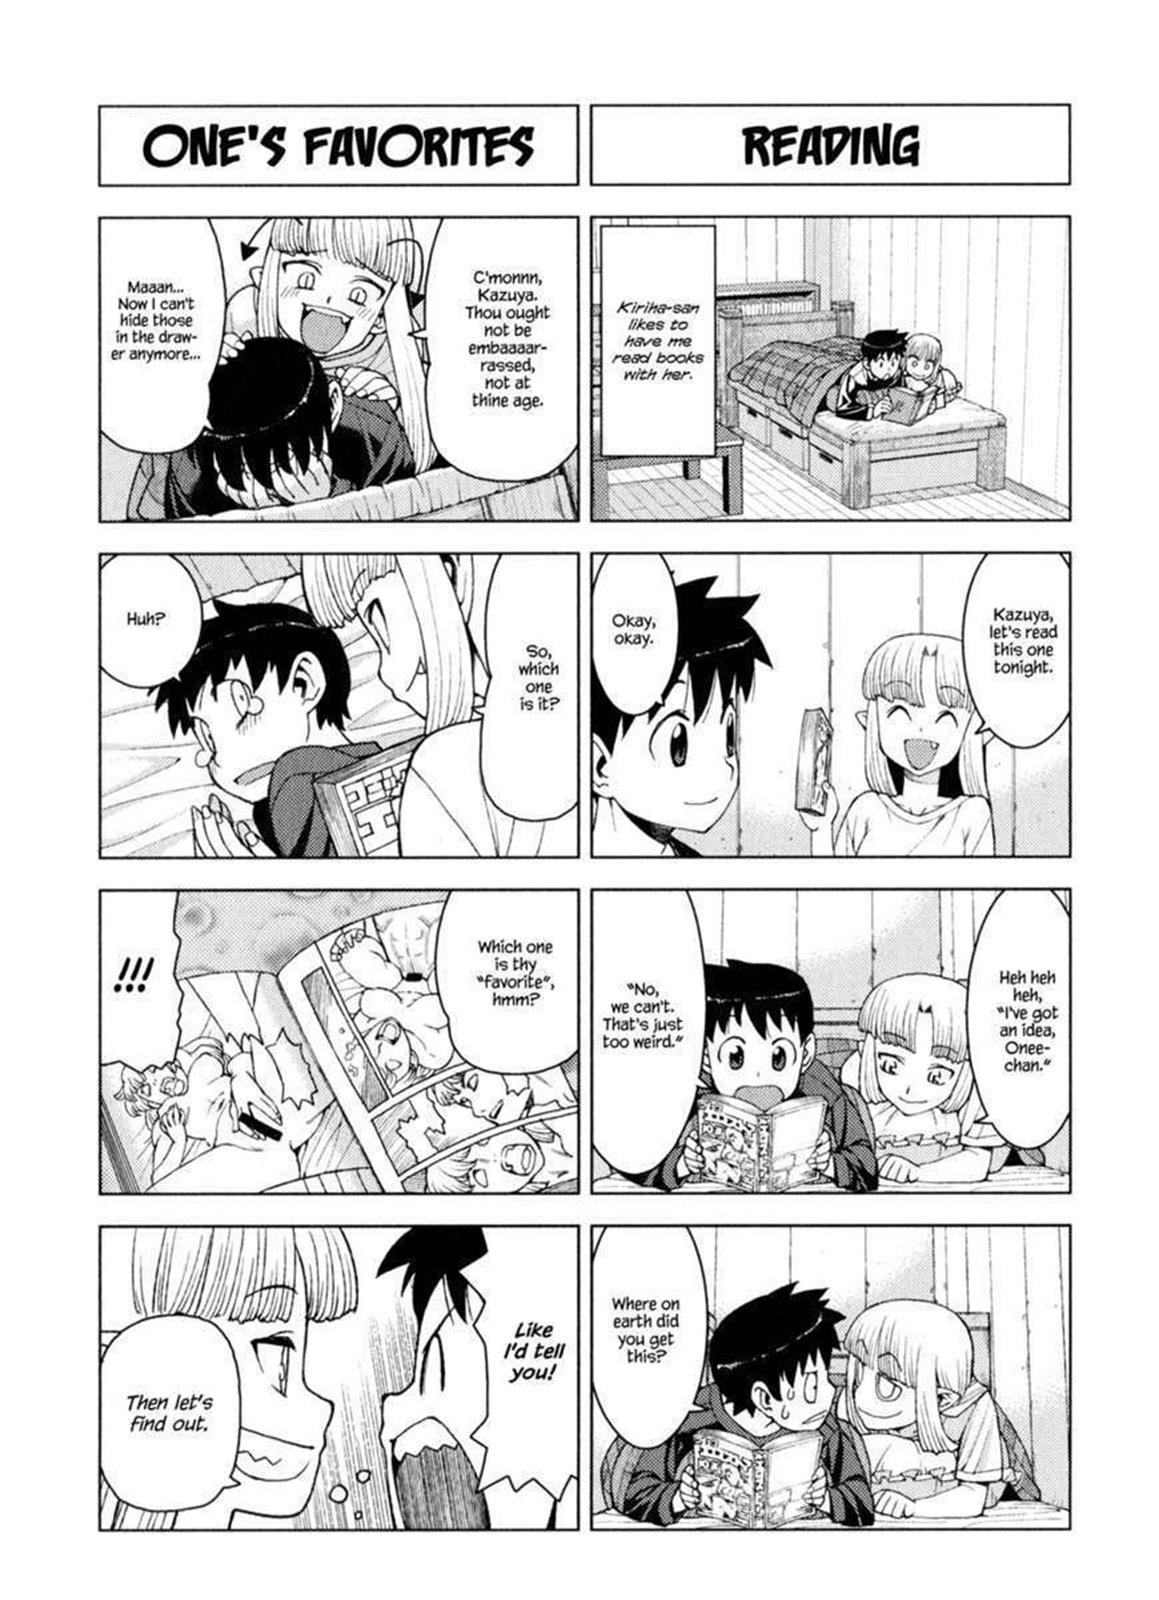 READING
Kiriha-san
likes to
have me
read books
with her.
Kazuya,
let's read
this one
tonight.
Okay,
okay.
Heh heh
heh,
"I've got
an idea,
Onee-
chan."
"No,
we can't.
That's just
too weird."
Where on
earth did
you get
this?
ONE'S FAVORITES
C'monnn,
Kazuya.
Thou ought
not be
embaaaar-
rassed,
not at
thine age.
Maaan...
Now I can't
hide those
in the draw-
er anymore...
So,
which
one
is it?
Huh?
Which one
is thy
"favorite",
hmm?
!!!
Like
I'd tell
you!
Then let's
find out.